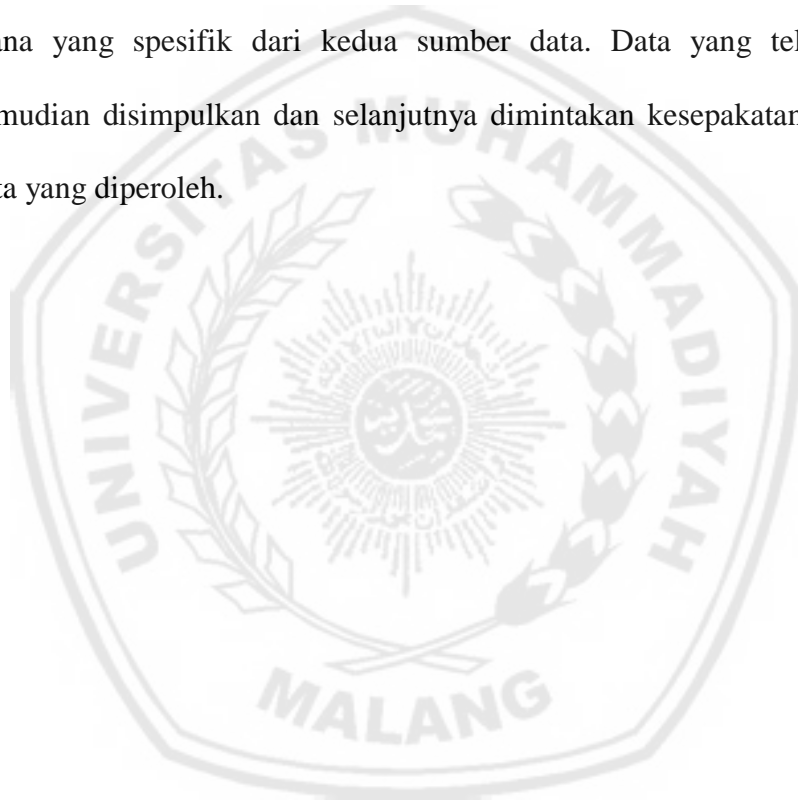 ana yang spesifik dari kedua sumber data. Data yang tel
mudian disimpulkan dan selanjutnya dimintakan kesepakatan
ta yang diperoleh.
UNIVERSITAS MUHAMMADIYAH
MALANG